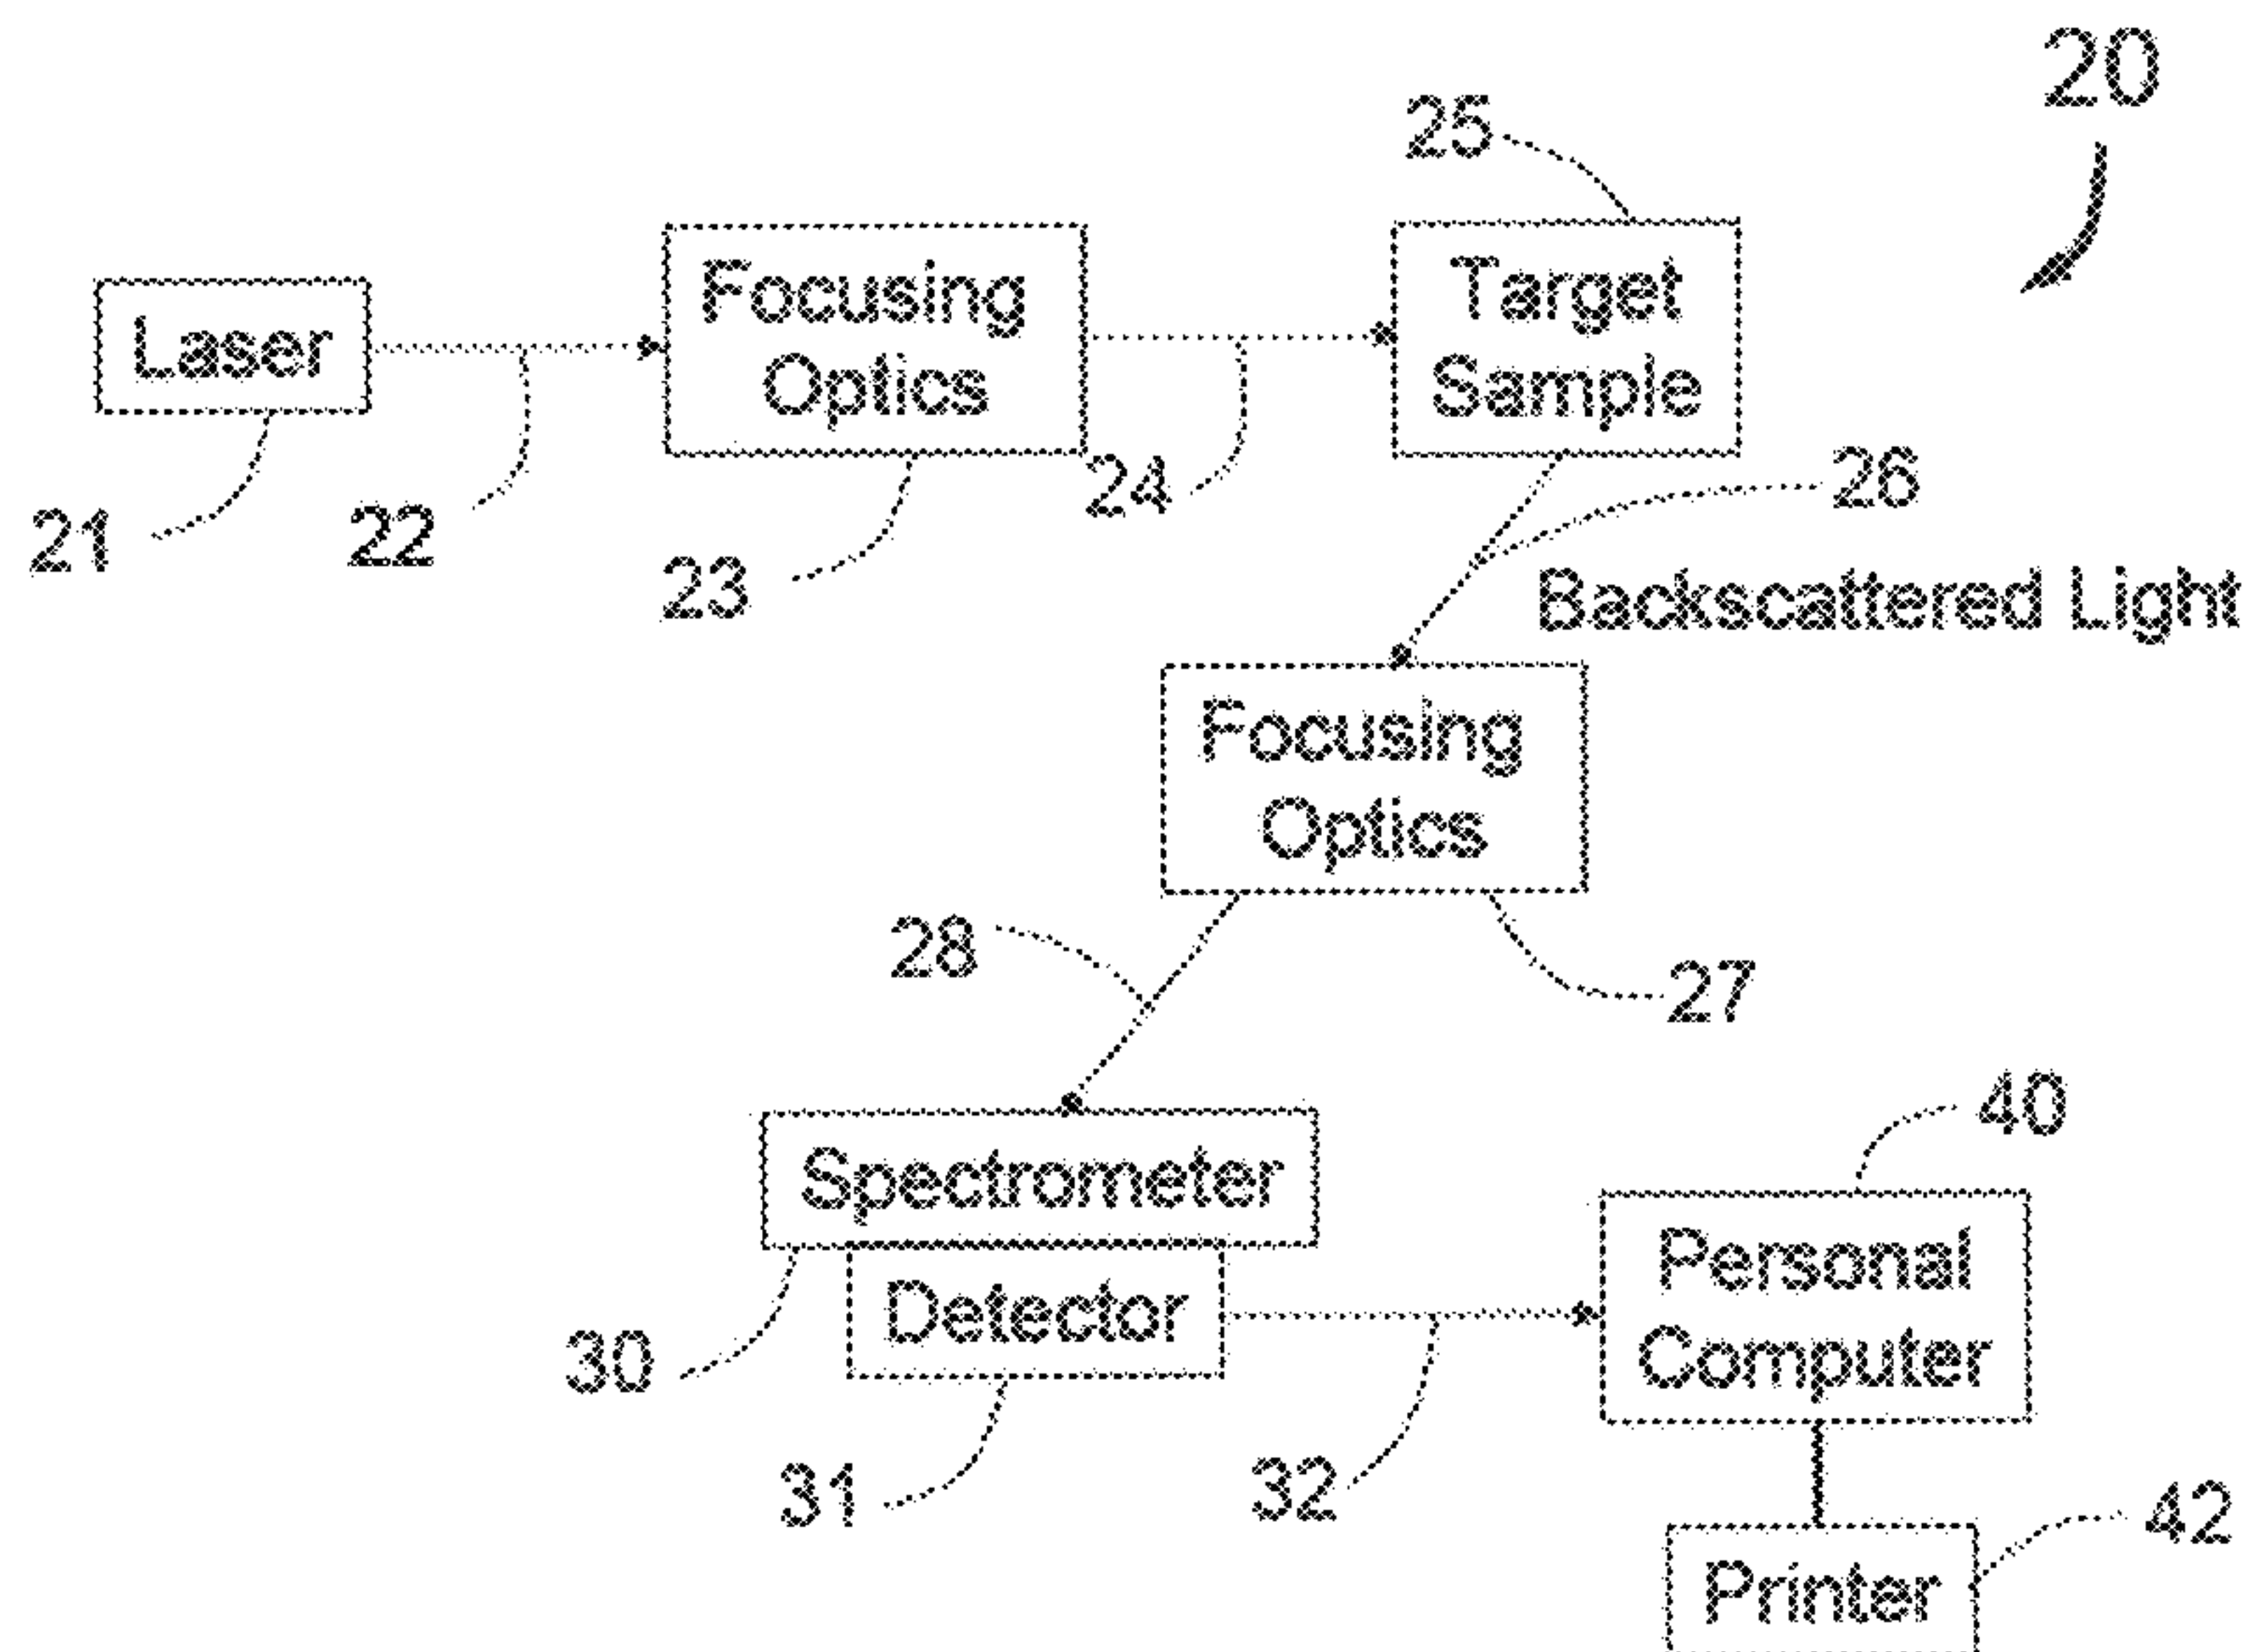 20
25
Laser
Focusing
Optics
Target
Sample
21
22
23
24
26
Backscattered Light
Focusing
Optics
28
27
Spectrometer
Detector
30
31
32
40
Personal
Computer
42
Printer